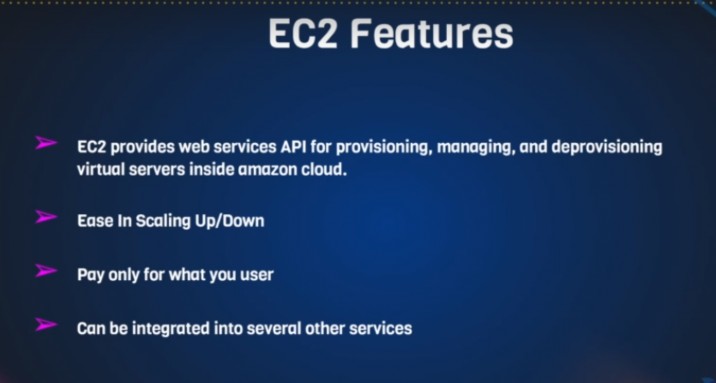 EC2 Features
EC2 provides web services API for provisioning, managing, and deprovisioning
virtual servers inside amazon cloud.
Ease In Scaling Up/Down
Pay only for what you user
Can be integrated into several other services